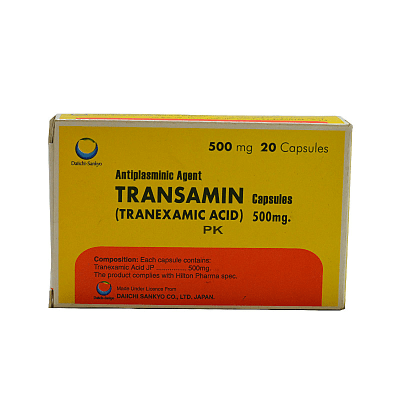 500 mg 20 Capsules
Daiichi-Sankyo
Antiplasminic Agent
TRANSAMIN Capsules
(TRANEXAMIC ACID) 500mg.
PK
Composition: Each capsule contains:
Tranexamic Acid JP ............... 500mg.
The product complies with Hilton Pharma spec.
Made Under Licence From
DAIICHI SANKYO CO., LTD. JAPAN.
Daiichi-Sankyo